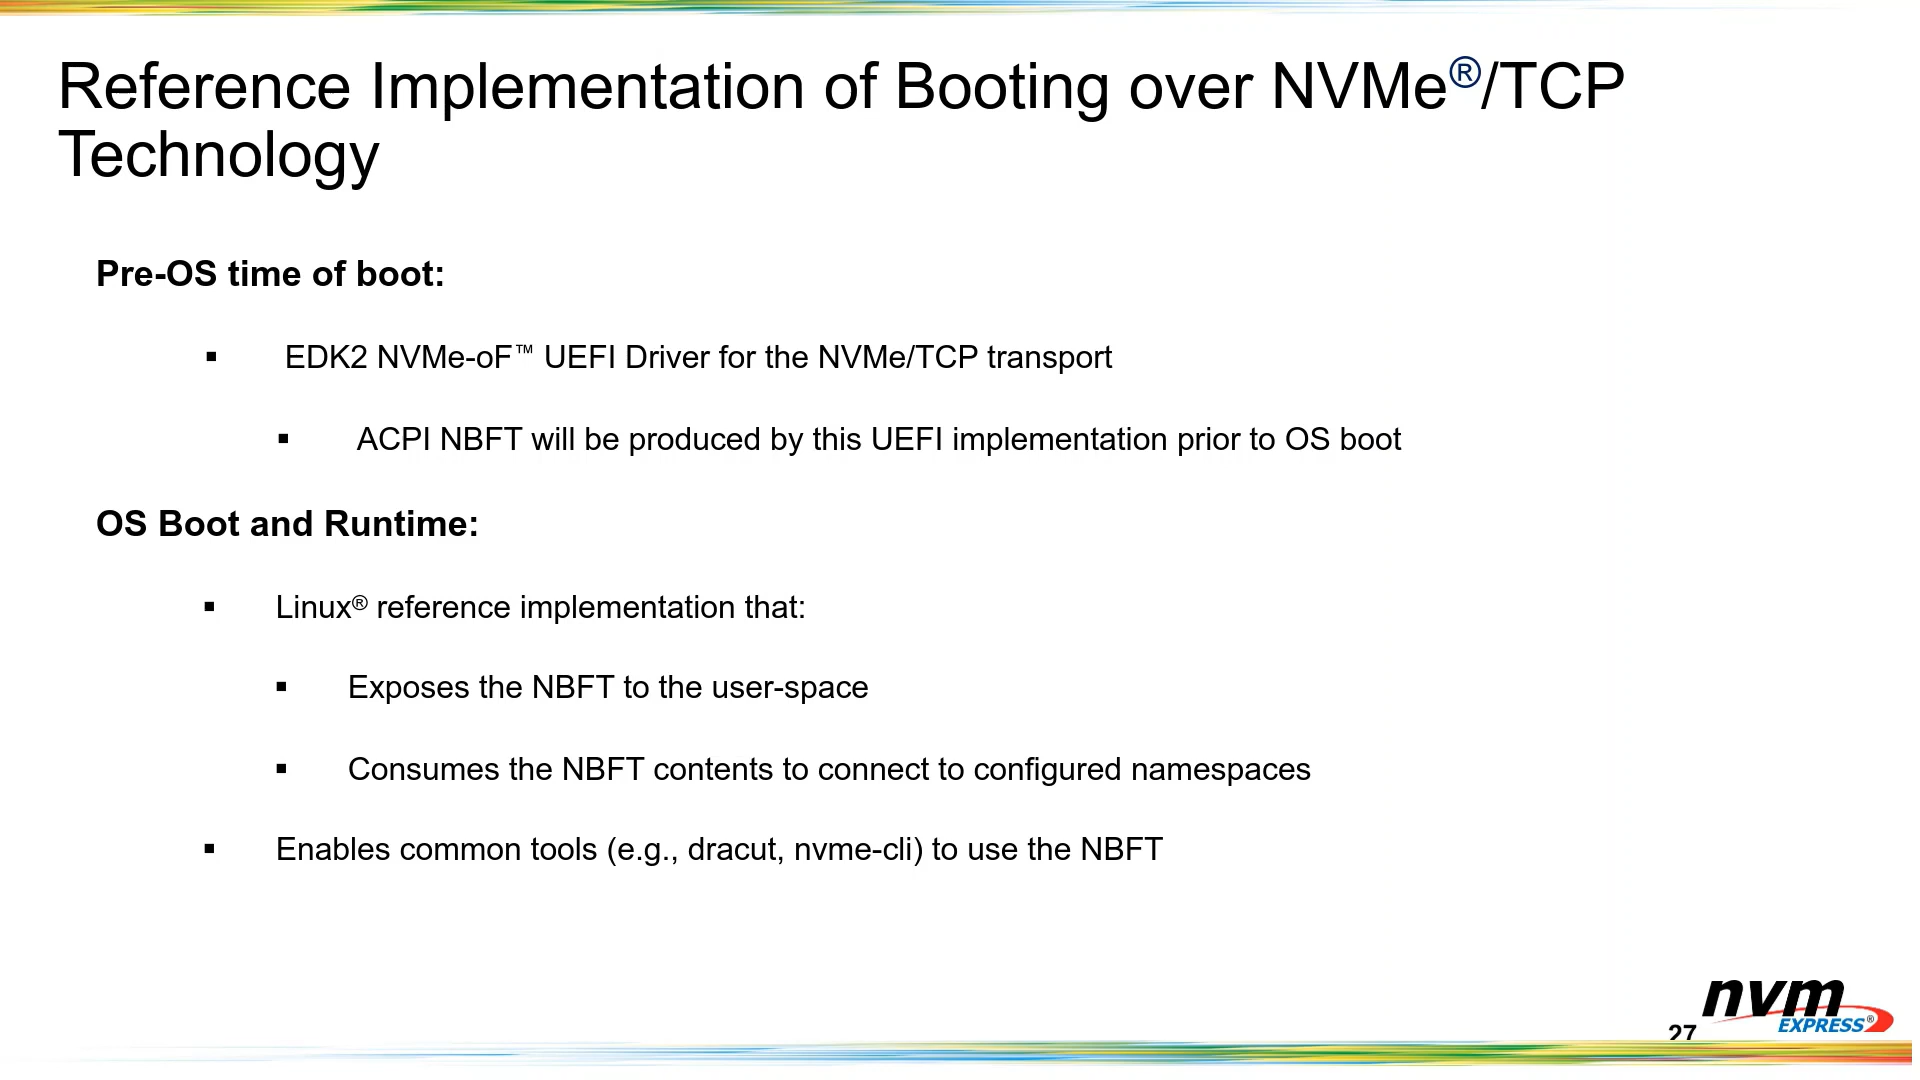 Reference Implementation of Booting over NVMe®/TCP
Technology
Pre-OS time of boot:
▪ EDK2 NVMe-oF™ UEFI Driver for the NVMe/TCP transport
▪ ACPI NBFT will be produced by this UEFI implementation prior to OS boot
OS Boot and Runtime:
▪ Linux® reference implementation that:
▪ Exposes the NBFT to the user-space
▪ Consumes the NBFT contents to connect to configured namespaces
▪ Enables common tools (e.g., dracut, nvme-cli) to use the NBFT
27
nvm
EXPRESS®